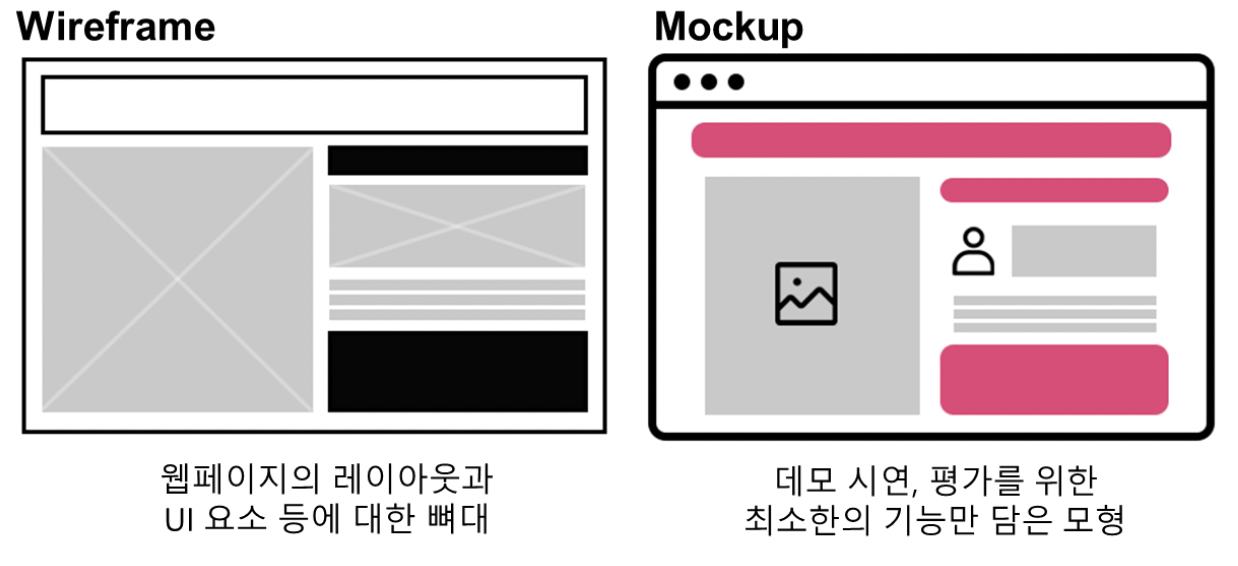 Wireframe
Mockup
웹페이지의 레이아웃과
UI 요소 등에 대한 뼈대
데모 시연, 평가를 위한
최소한의 기능만 담은 모형